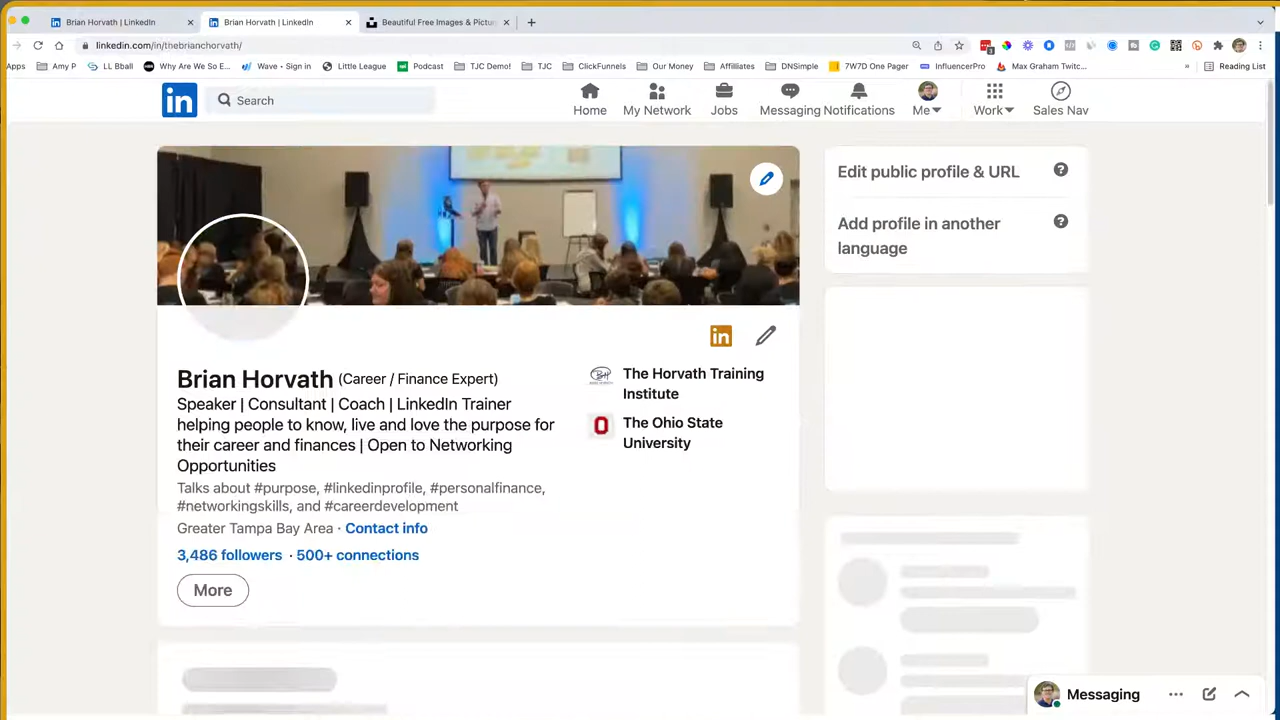 Brian Horvath | LinkedIn
Brian Horvath | LinkedIn
Beautiful Free Images & Pictu
linkedin.com/in/thebrianchorvath/
Apps Amy P LL Bball Why Are We So E... Wave - Sign in Little League Podcast TJC Demo! TJC ClickFunnels Our Money Affilliates DNSimple 7W7D One Pager InfluencerPro Max Graham Twitc... » Reading List
in Search
Home My Network Jobs Messaging Notifications Me Work Sales Nav
Edit public profile & URL
Add profile in another
language
in
Brian Horvath (Career / Finance Expert)
Speaker | Consultant | Coach | LinkedIn Trainer
helping people to know, live and love the purpose for
their career and finances | Open to Networking
Opportunities
Talks about #purpose, #linkedinprofile, #personalfinance,
#networkingskills, and #careerdevelopment
Greater Tampa Bay Area · Contact info
3,486 followers · 500+ connections
More
The Horvath Training
Institute
The Ohio State
University
Messaging